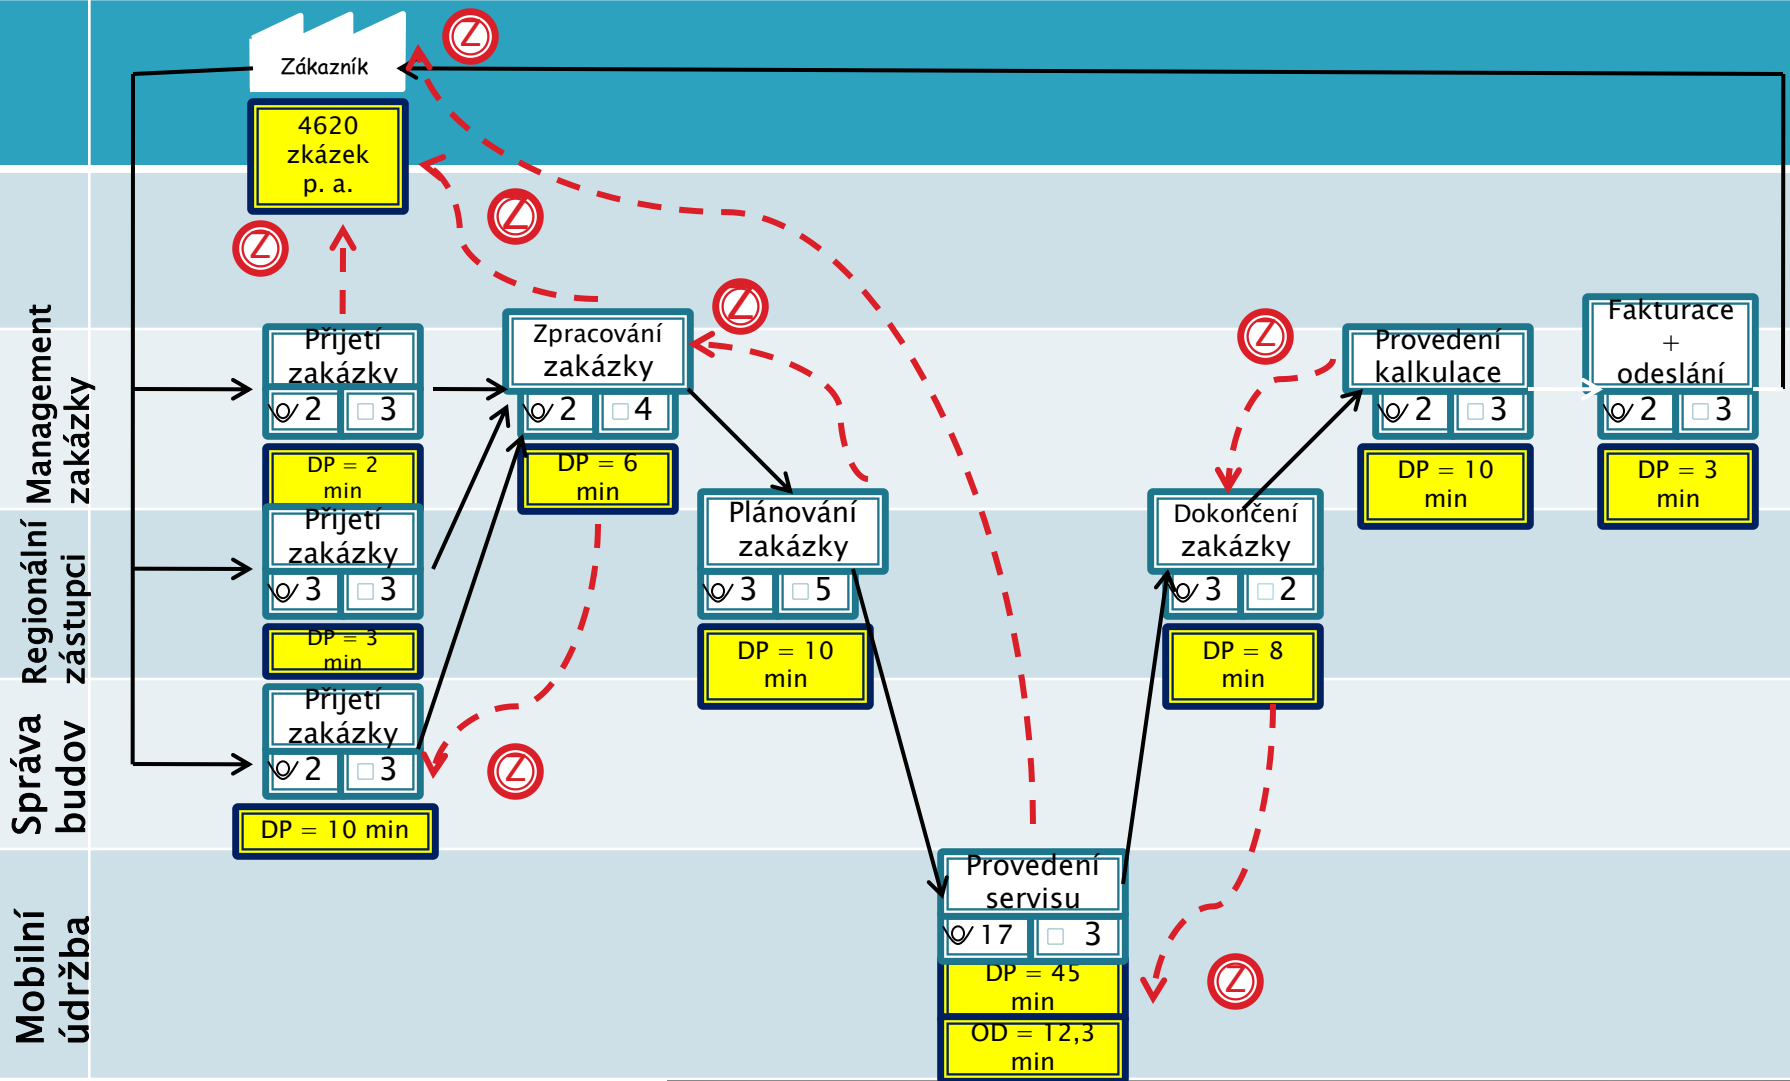 Z
Zákazník
4620
zkázek
p. a.
Z
Z
Z
Z
Management
zakázky
Přijetí
zakázky
2
3
DP = 2
min
Zpracování
zakázky
2
4
DP = 6
min
Provedení
kalkulace
2
3
DP = 10
min
Fakturace
+
odeslání
2
3
DP = 3
min
Regionální
zástupci
Přijetí
zakázky
3
3
DP = 3
min
Plánování
zakázky
3
5
DP = 10
min
Dokončení
zakázky
3
2
DP = 8
min
Správa
budov
Přijetí
zakázky
2
3
DP = 10 min
Z
Mobilní
údržba
Provedení
servisu
17
3
DP = 45
min
OD = 12,3
min
Z